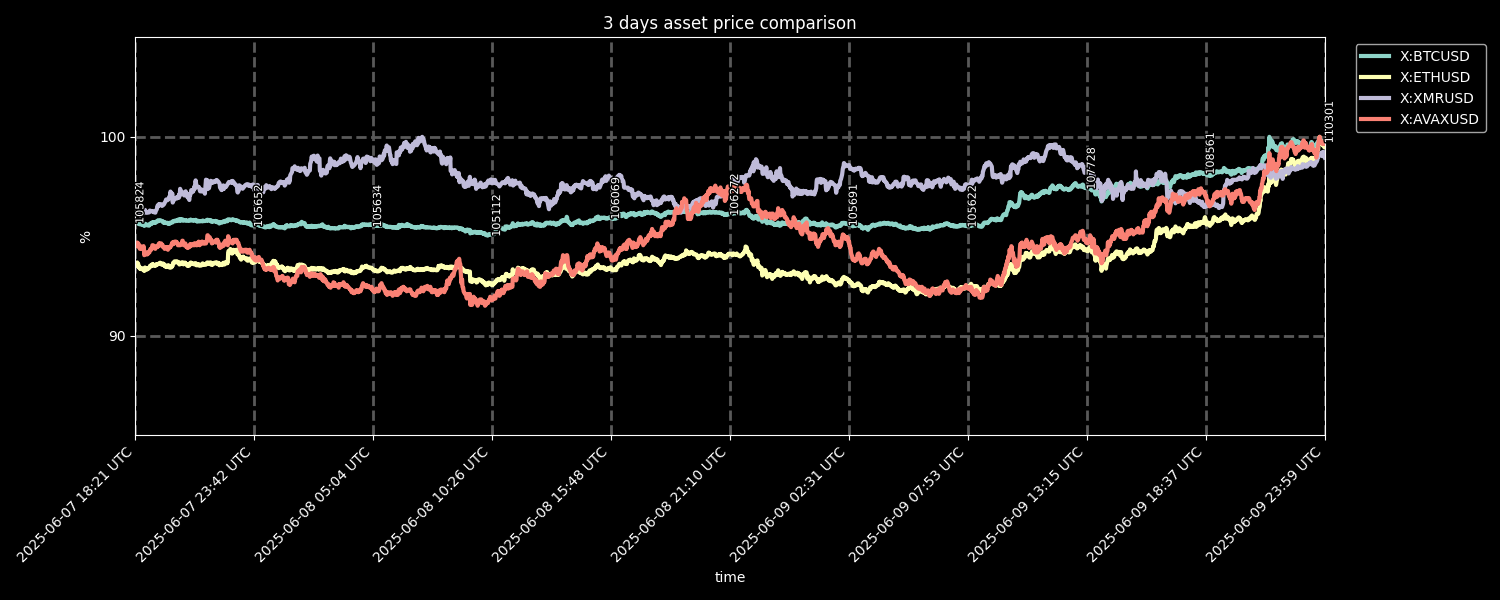 3 days asset price comparison
X:BTCUSD
X:ETHUSD
X:XMRUSD
X:AVAXUSD
100
90
%
105824
105652
105634
105112
106069
106272
105691
105622
107728
108561
110301
2025-06-07 18:21 UTC
2025-06-07 23:42 UTC
2025-06-08 05:04 UTC
2025-06-08 10:26 UTC
2025-06-08 15:48 UTC
2025-06-08 21:10 UTC
2025-06-09 02:31 UTC
2025-06-09 07:53 UTC
2025-06-09 13:15 UTC
2025-06-09 18:37 UTC
2025-06-09 23:59 UTC
time